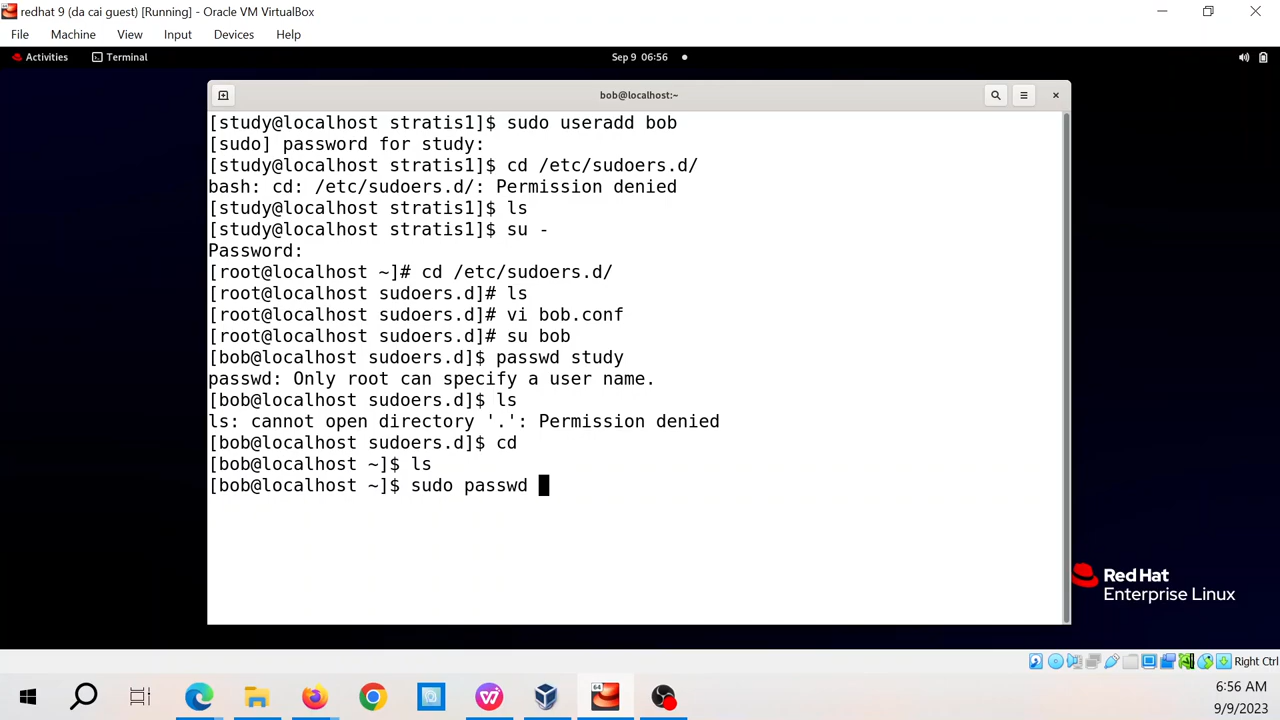 redhat 9 (da cai guest) [Running] - Oracle VM VirtualBox
File Machine View Input Devices Help
Activities Terminal Sep 9 06:56
bob@localhost:~
[study@localhost stratis1]$ sudo useradd bob
[sudo] password for study:
[study@localhost stratis1]$ cd /etc/sudoers.d/
bash: cd: /etc/sudoers.d/: Permission denied
[study@localhost stratis1]$ ls
[study@localhost stratis1]$ su -
Password:
[root@localhost ~]# cd /etc/sudoers.d/
[root@localhost sudoers.d]# ls
[root@localhost sudoers.d]# vi bob.conf
[root@localhost sudoers.d]# su bob
[bob@localhost sudoers.d]$ passwd study
passwd: Only root can specify a user name.
[bob@localhost sudoers.d]$ ls
ls: cannot open directory '.': Permission denied
[bob@localhost sudoers.d]$ cd
[bob@localhost ~]$ ls
[bob@localhost ~]$ sudo passwd
Red Hat
Enterprise Linux
Right Ctrl
64
6:56 AM
9/9/2023